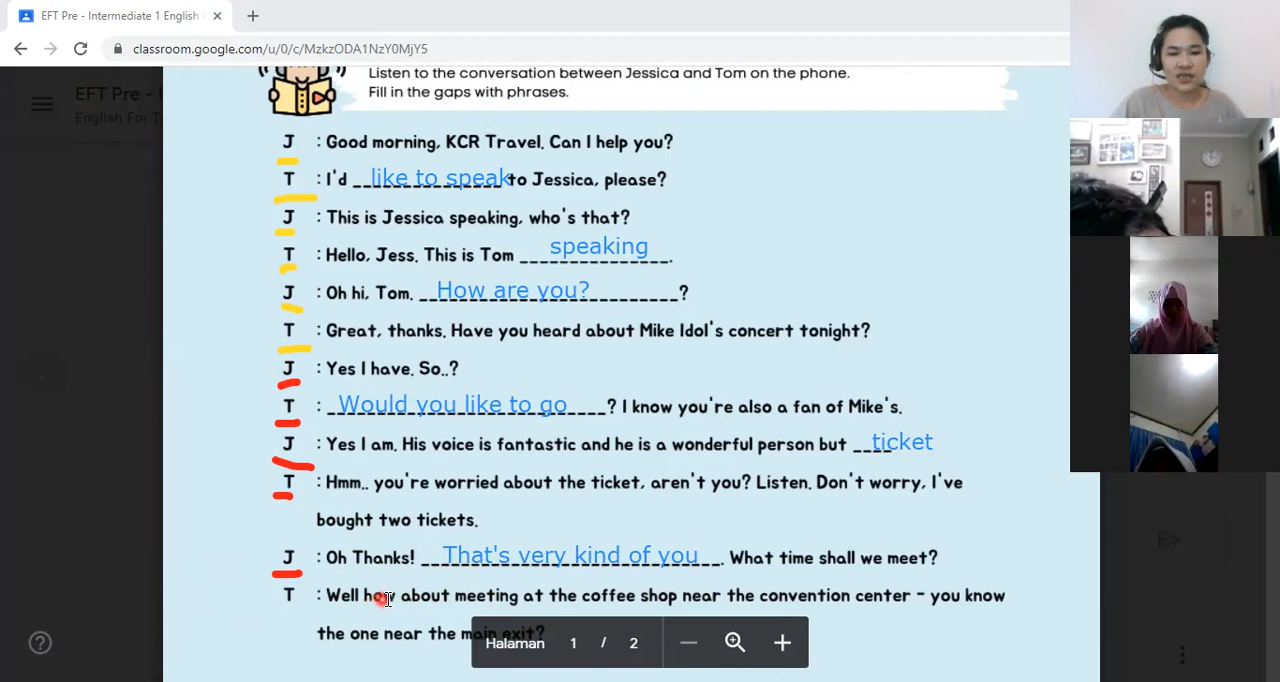 EFT Pre - Intermediate 1 English
classroom.google.com/u/0/c/MzkzODA1NzY0MjY5
EFT Pre -
English For T
Listen to the conversation between Jessica and Tom on the phone.
Fill in the gaps with phrases.
J : Good morning, KCR Travel. Can I help you?
T : I'd like to speak to Jessica, please?
J : This is Jessica speaking, who's that?
T : Hello, Jess. This is Tom speaking.
J : Oh hi, Tom. How are you? ?
T : Great, thanks. Have you heard about Mike Idol's concert tonight?
J : Yes I have. So..?
T : Would you like to go ? I know you're also a fan of Mike's.
J : Yes I am. His voice is fantastic and he is a wonderful person but ticket
T : Hmm.. you're worried about the ticket, aren't you? Listen. Don't worry, I've
bought two tickets.
J : Oh Thanks! That's very kind of you. What time shall we meet?
T : Well how about meeting at the coffee shop near the convention center - you know
the one near the main exit?
Halaman 1 / 2